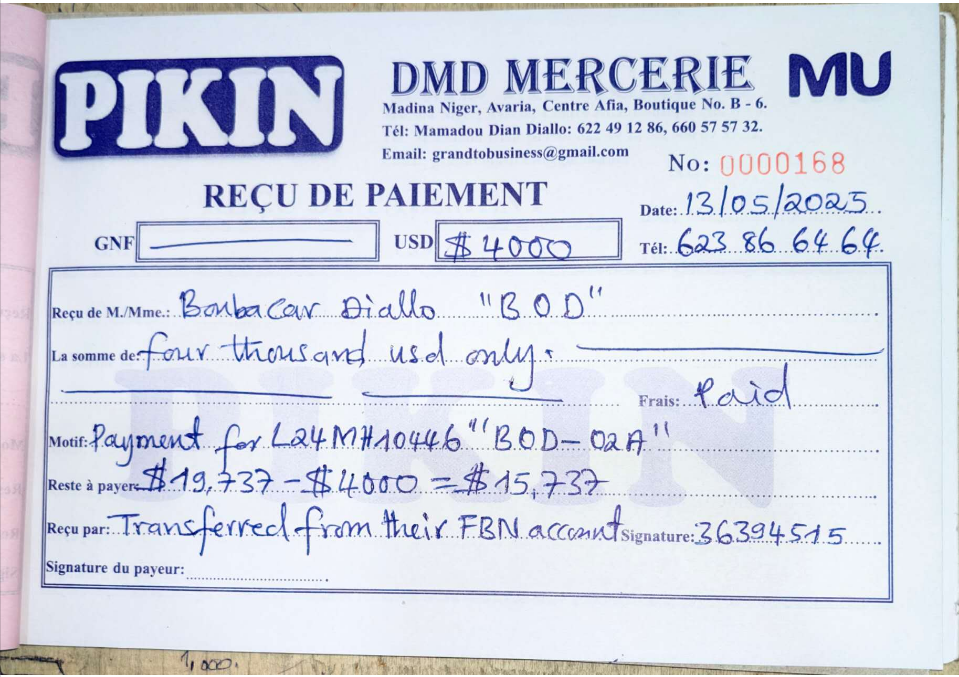 PIKIN
DMD MERCERIE
MU
Madina Niger, Avaria, Centre Afia, Boutique No. B - 6.
Tél: Mamadou Dian Diallo: 622 49 12 86, 660 57 57 32.
Email: grandtobusiness@gmail.com
No: 0000168
REÇU DE PAIEMENT
Date: 13/05/2025
GNF
USD $ 4000
Tél: 623 86 64 64
Reçu de M./Mme.: Boubacar Diallo "B O D"
La somme de: four thousand usd only.
Frais: Paid
Motif: Payment for L24MH10446 "BOD-02A"
Reste à payer: $19,737 - $4000 = $15,737
Reçu par: Transferred from their FBN account Signature: 36394515
Signature du payeur:
PIKIN
1,000.